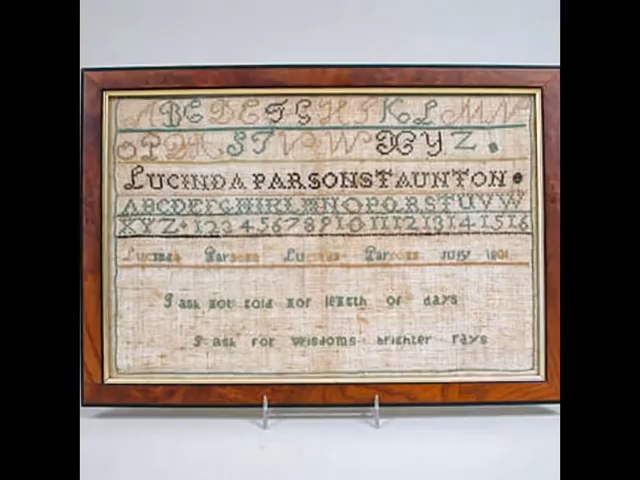 A B C D E F G H I K L M N
O P Q R S T V W X Y Z
LUCINDA PARSONS TAUNTON
ABCDEFGHIKLMNOPQRSTUVW
XYZ 1 2 3 4 5 6 7 8 9 10 11 12 13 14 15 16
Lucinda Parsons Lucinda Parsons July 1801
I ask not gold nor length of days
I ask for wisdoms brighter rays